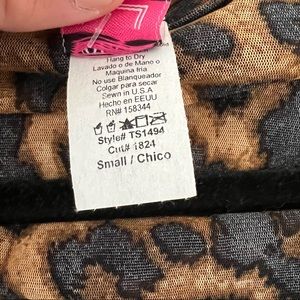 Hang to Dry
Lavado o de Mano o
Maquina fria
No use Blanqueador
Colgar para secar
Sewn in U.S.A
Hecho en EEUU
RN# 158344
Style# TS1494
Cut# 1824
Small / Chico